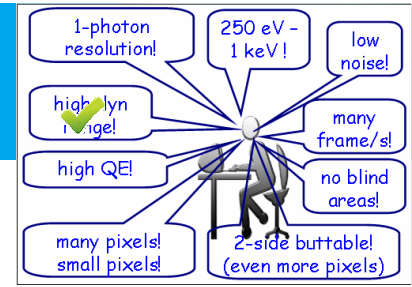 1-photon
resolution!
250 eV –
1 keV !
low
noise!
high dyn
range!
many
frame/s!
high QE!
no blind
areas!
many pixels!
small pixels!
2-side buttable!
(even more pixels)